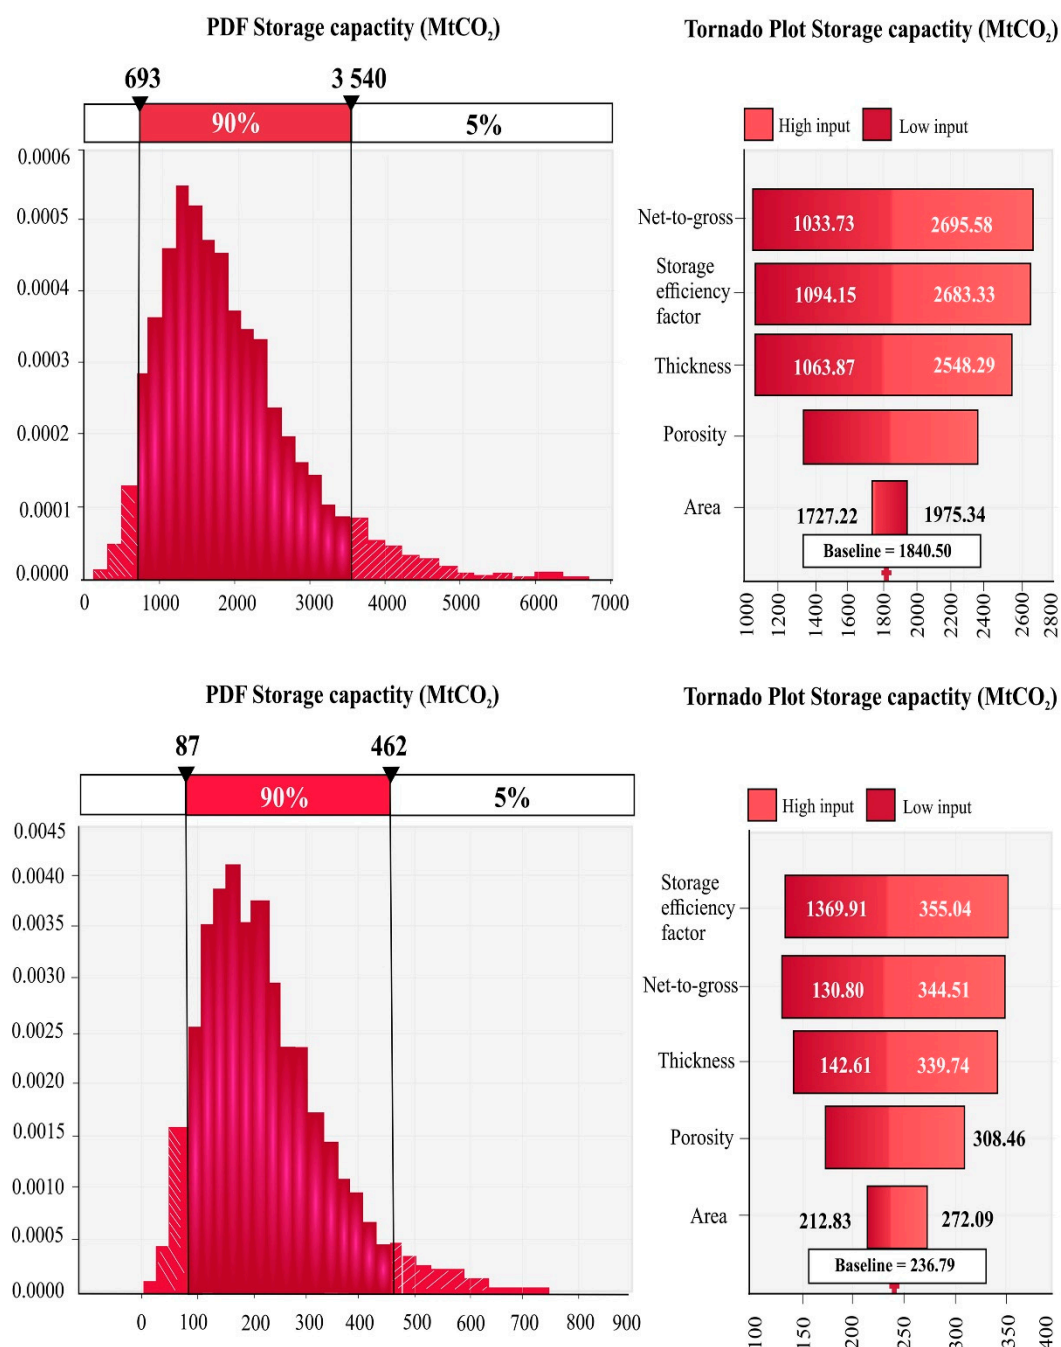 PDF Storage capactity (MtCO₂)
693 3 540
90% 5%
0.0006
0.0005
0.0004
0.0003
0.0002
0.0001
0.0000
0 1000 2000 3000 4000 5000 6000 7000
Tornado Plot Storage capactity (MtCO₂)
High input Low input
Net-to-gross 1033.73 2695.58
Storage
efficiency
factor
1094.15 2683.33
Thickness 1063.87 2548.29
Porosity
Area
1727.22 1975.34
Baseline = 1840.50
1000 1400 1600 1800 2000 2200 2400 2600 2800
PDF Storage capactity (MtCO₂)
87 462
90% 5%
0.0045
0.0040
0.0035
0.0030
0.0025
0.0020
0.0015
0.0010
0.0005
0.0000
0 100 200 300 400 500 600 700 800 900
Tornado Plot Storage capactity (MtCO₂)
High input Low input
Storage
efficiency
factor
1369.91 355.04
Net-to-gross 130.80 344.51
Thickness 142.61 339.74
Porosity 308.46
Area 212.83 272.09
Baseline = 236.79
100 150 200 250 300 350 400